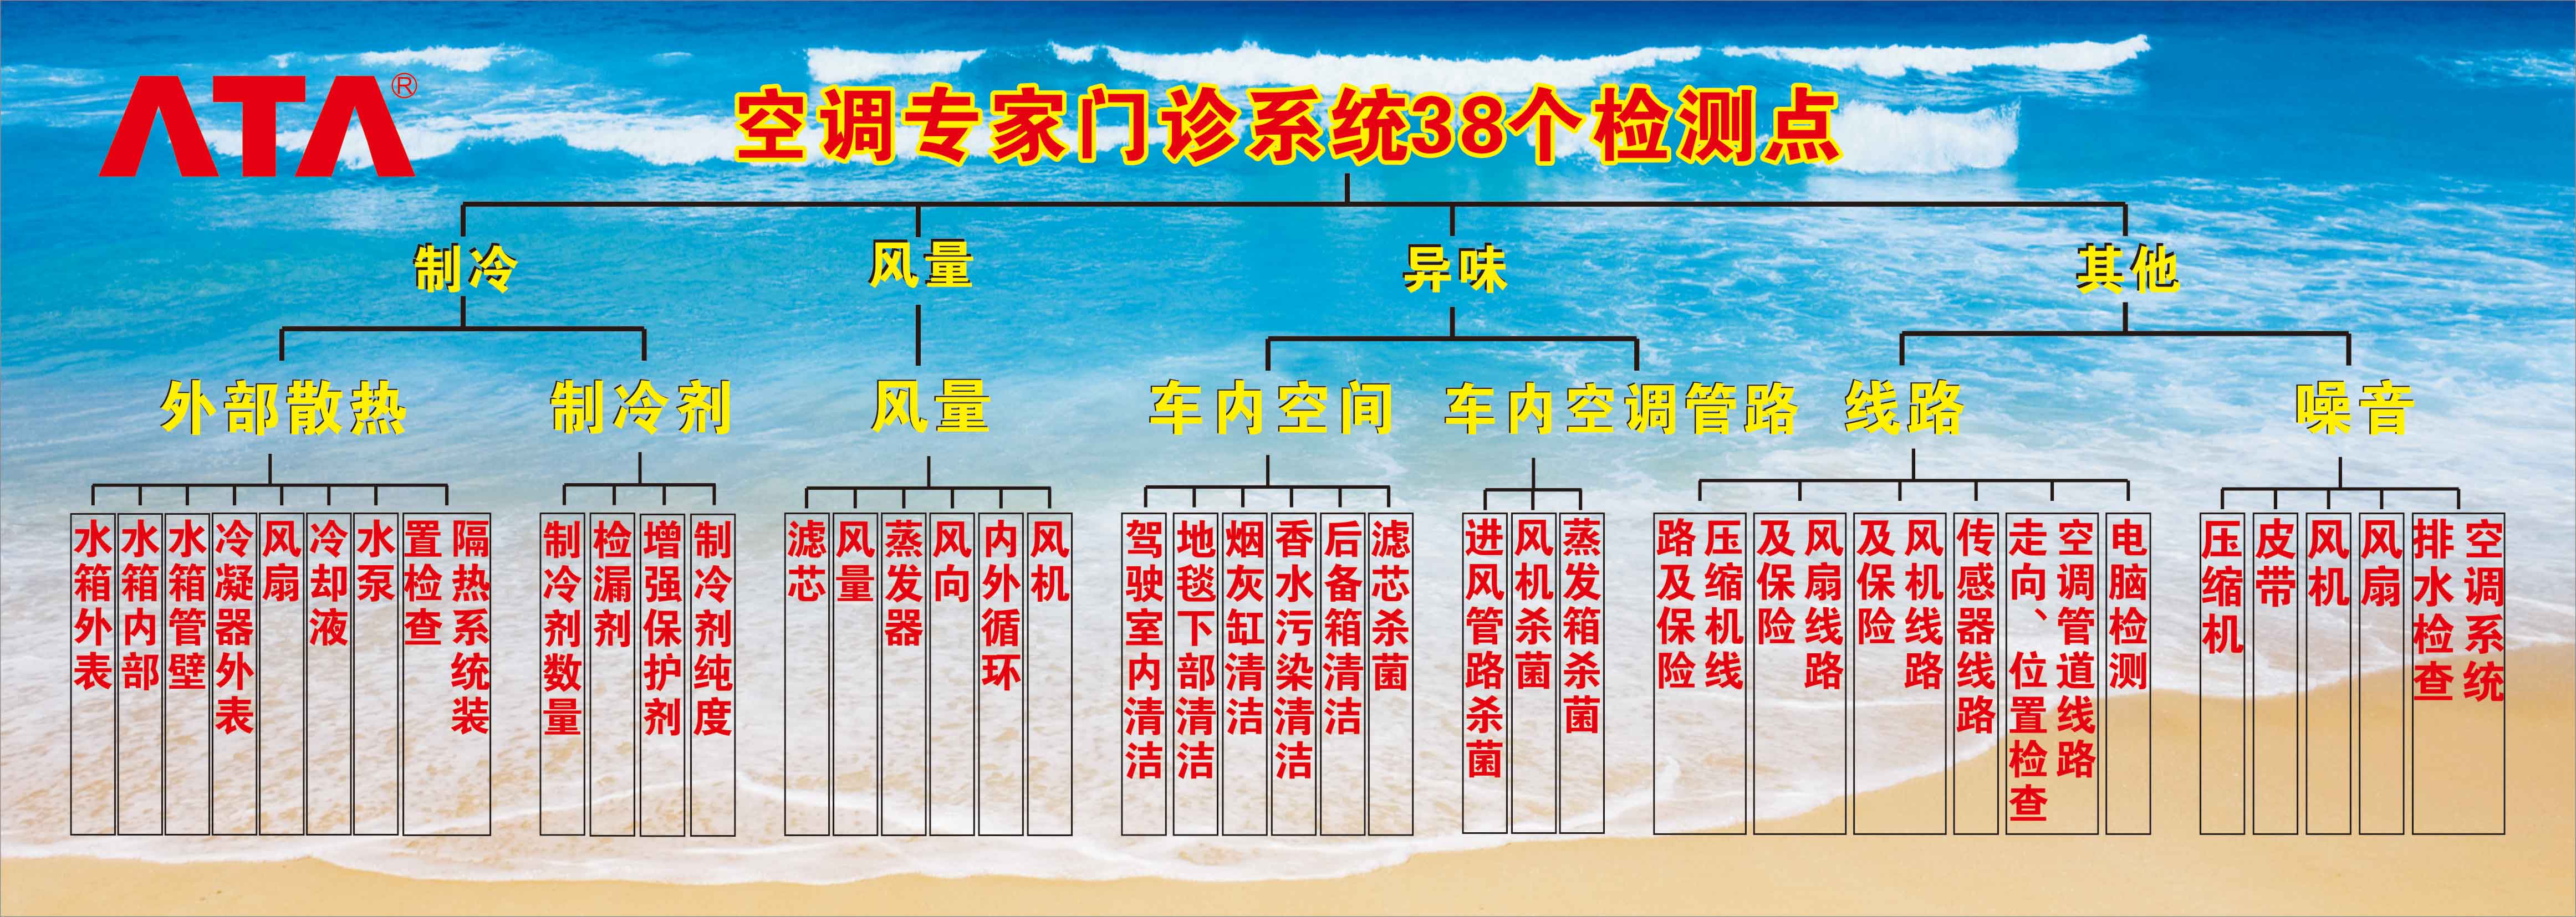 ATA®
空调专家门诊系统38个检测点
制冷
风量
异味
其他
外部散热
制冷剂
风量
车内空间
车内空调管路
线路
噪音
水箱外表
水箱内部
水箱管壁
冷凝器外表
风扇
冷却液
水泵
隔热系统装
置检查
制冷剂数量
检漏剂
增强保护剂
制冷剂纯度
滤芯
风量
蒸发器
风向
内外循环
风机
驾驶室内清洁
地毯下部清洁
烟灰缸清洁
香水污染清洁
后备箱清洁
滤芯杀菌
进风管路杀菌
风机杀菌
蒸发箱杀菌
压缩机线
路及保险
风扇线路
及保险
风机线路
及保险
传感器线路
空调管道线路
走向、位置检查
电脑检测
压缩机
皮带
风机
风扇
空调系统
排水检查